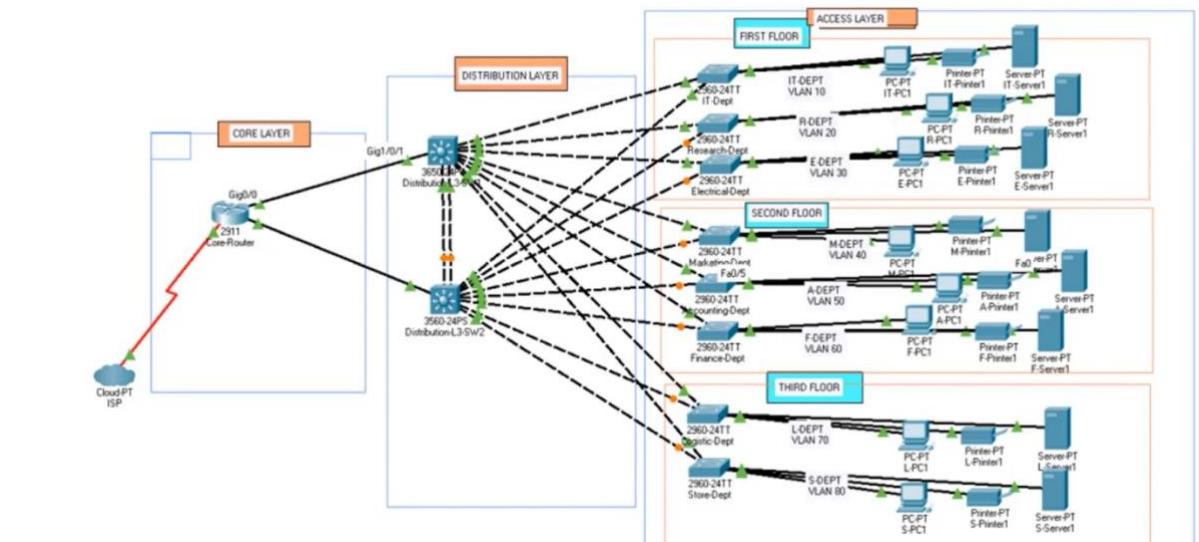 ACCESS LAYER
FIRST FLOOR
DISTRIBUTION LAYER
CORE LAYER
Gig1/0/1
Gig0/0
2911
Core-Router
Cloud-PT
ISP
3560-24PS
Distribution-L3-SW2
2960-24TT
IT-Dept
IT-DEPT
VLAN 10
PC-PT
IT-PC1
Printer-PT
IT-Printer1
Server-PT
IT-Server1
2960-24TT
Research-Dept
R-DEPT
VLAN 20
PC-PT
R-PC1
Printer-PT
R-Printer1
Server-PT
R-Server1
2960-24TT
Electrical-Dept
E-DEPT
VLAN 30
PC-PT
E-PC1
Printer-PT
E-Printer1
Server-PT
E-Server1
SECOND FLOOR
2960-24TT
M-DEPT
VLAN 40
PC-PT
Printer-PT
M-Printer1
Fa0
Fa0/5
2960-24TT
A-DEPT
VLAN 50
PC-PT
A-PC1
Printer-PT
A-Printer1
Server-PT
2960-24TT
Finance-Dept
F-DEPT
VLAN 60
PC-PT
F-PC1
Printer-PT
F-Printer1
Server-PT
F-Server1
THIRD FLOOR
2960-24TT
L-DEPT
VLAN 70
PC-PT
L-PC1
Printer-PT
L-Printer1
Server-PT
L-Server1
2960-24TT
Store-Dept
S-DEPT
VLAN 80
PC-PT
S-PC1
Printer-PT
S-Printer1
Server-PT
S-Server1